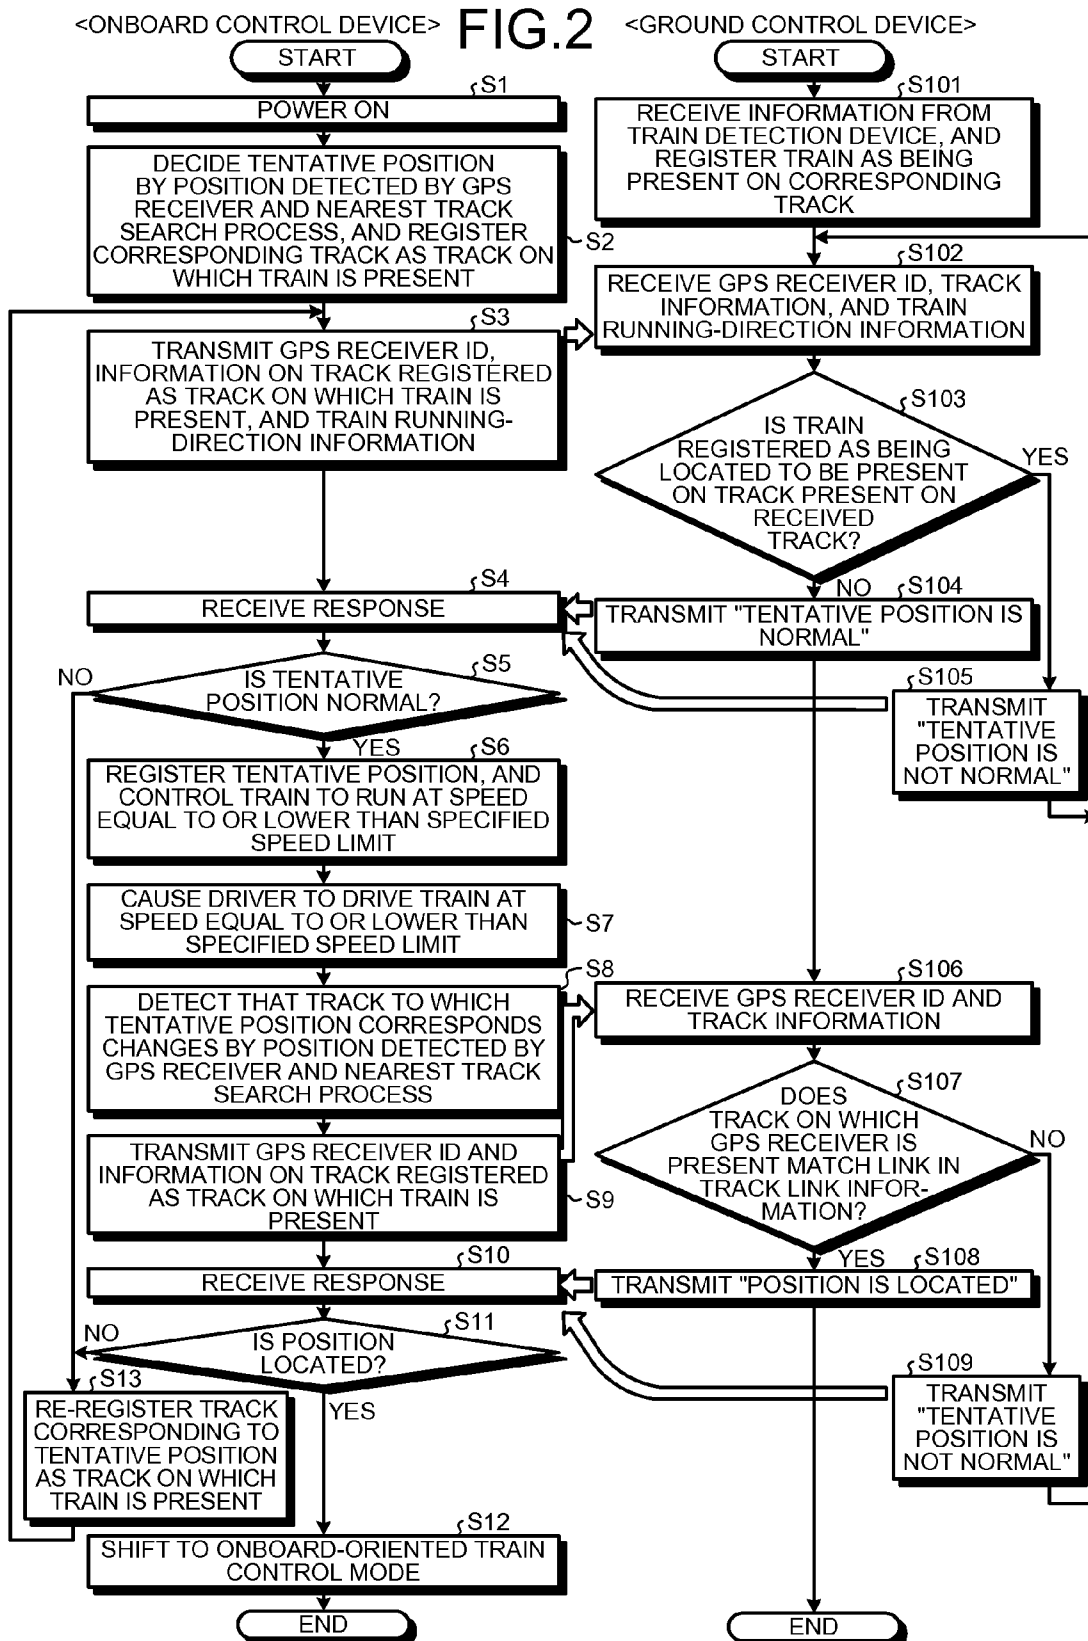 FIG.2
<ONBOARD CONTROL DEVICE>
START
S1
POWER ON
DECIDE TENTATIVE POSITION
BY POSITION DETECTED BY GPS
RECEIVER AND NEAREST TRACK
SEARCH PROCESS, AND REGISTER
CORRESPONDING TRACK AS TRACK ON
WHICH TRAIN IS PRESENT
S2
S3
TRANSMIT GPS RECEIVER ID,
INFORMATION ON TRACK REGISTERED
AS TRACK ON WHICH TRAIN IS
PRESENT, AND TRAIN RUNNING-
DIRECTION INFORMATION
S4
RECEIVE RESPONSE
S5
IS TENTATIVE
POSITION NORMAL?
NO
YES
S6
REGISTER TENTATIVE POSITION, AND
CONTROL TRAIN TO RUN AT SPEED
EQUAL TO OR LOWER THAN SPECIFIED
SPEED LIMIT
CAUSE DRIVER TO DRIVE TRAIN AT
SPEED EQUAL TO OR LOWER THAN
SPECIFIED SPEED LIMIT
S7
S8
DETECT THAT TRACK TO WHICH
TENTATIVE POSITION CORRESPONDS
CHANGES BY POSITION DETECTED BY
GPS RECEIVER AND NEAREST TRACK
SEARCH PROCESS
TRANSMIT GPS RECEIVER ID AND
INFORMATION ON TRACK REGISTERED
AS TRACK ON WHICH TRAIN IS
PRESENT
S9
S10
RECEIVE RESPONSE
S11
IS POSITION
LOCATED?
NO
YES
S13
RE-REGISTER TRACK
CORRESPONDING TO
TENTATIVE POSITION
AS TRACK ON WHICH
TRAIN IS PRESENT
S12
SHIFT TO ONBOARD-ORIENTED TRAIN
CONTROL MODE
END
<GROUND CONTROL DEVICE>
START
S101
RECEIVE INFORMATION FROM
TRAIN DETECTION DEVICE, AND
REGISTER TRAIN AS BEING
PRESENT ON CORRESPONDING
TRACK
S102
RECEIVE GPS RECEIVER ID, TRACK
INFORMATION, AND TRAIN
RUNNING-DIRECTION INFORMATION
S103
IS TRAIN
REGISTERED AS BEING
LOCATED TO BE PRESENT
ON TRACK PRESENT ON
RECEIVED
TRACK?
YES
NO
S104
TRANSMIT "TENTATIVE POSITION IS
NORMAL"
S105
TRANSMIT
"TENTATIVE
POSITION IS
NOT NORMAL"
S106
RECEIVE GPS RECEIVER ID AND
TRACK INFORMATION
S107
DOES
TRACK ON WHICH
GPS RECEIVER IS
PRESENT MATCH LINK IN
TRACK LINK INFOR-
MATION?
NO
YES
S108
TRANSMIT "POSITION IS LOCATED"
S109
TRANSMIT
"TENTATIVE
POSITION IS
NOT NORMAL"
END